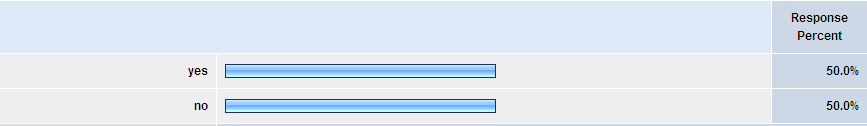 Response
Percent
yes 50.0%
no 50.0%